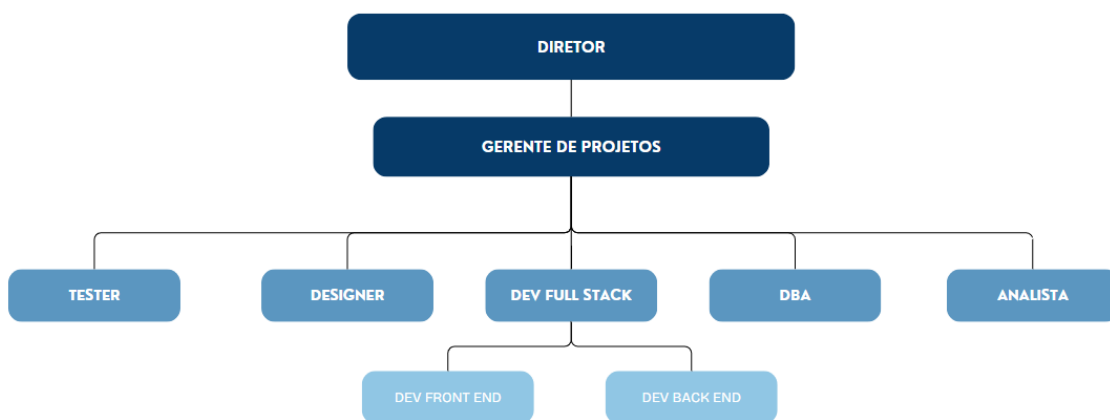 DIRETOR
GERENTE DE PROJETOS
TESTER
DESIGNER
DEV FULL STACK
DBA
ANALISTA
DEV FRONT END
DEV BACK END